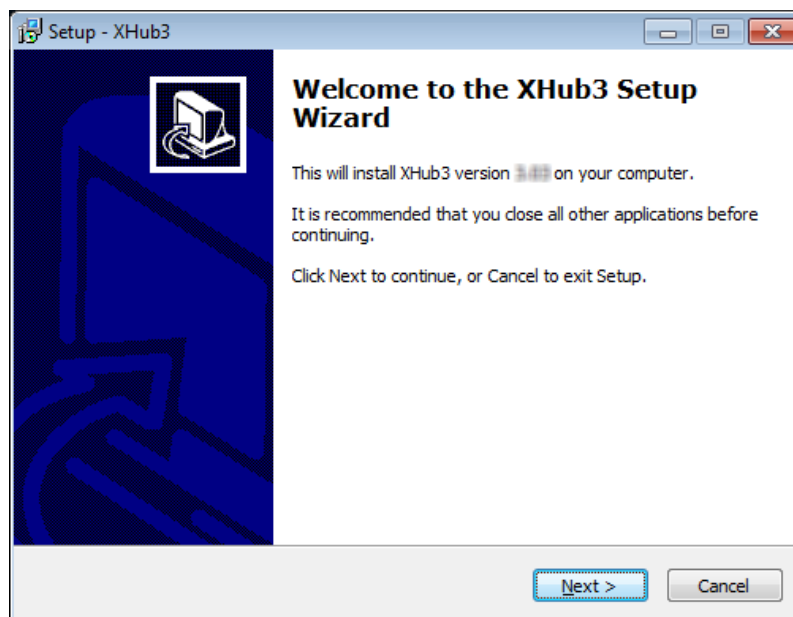 Setup - XHub3
Welcome to the XHub3 Setup
Wizard
This will install XHub3 version on your computer.
It is recommended that you close all other applications before
continuing.
Click Next to continue, or Cancel to exit Setup.
Next >
Cancel